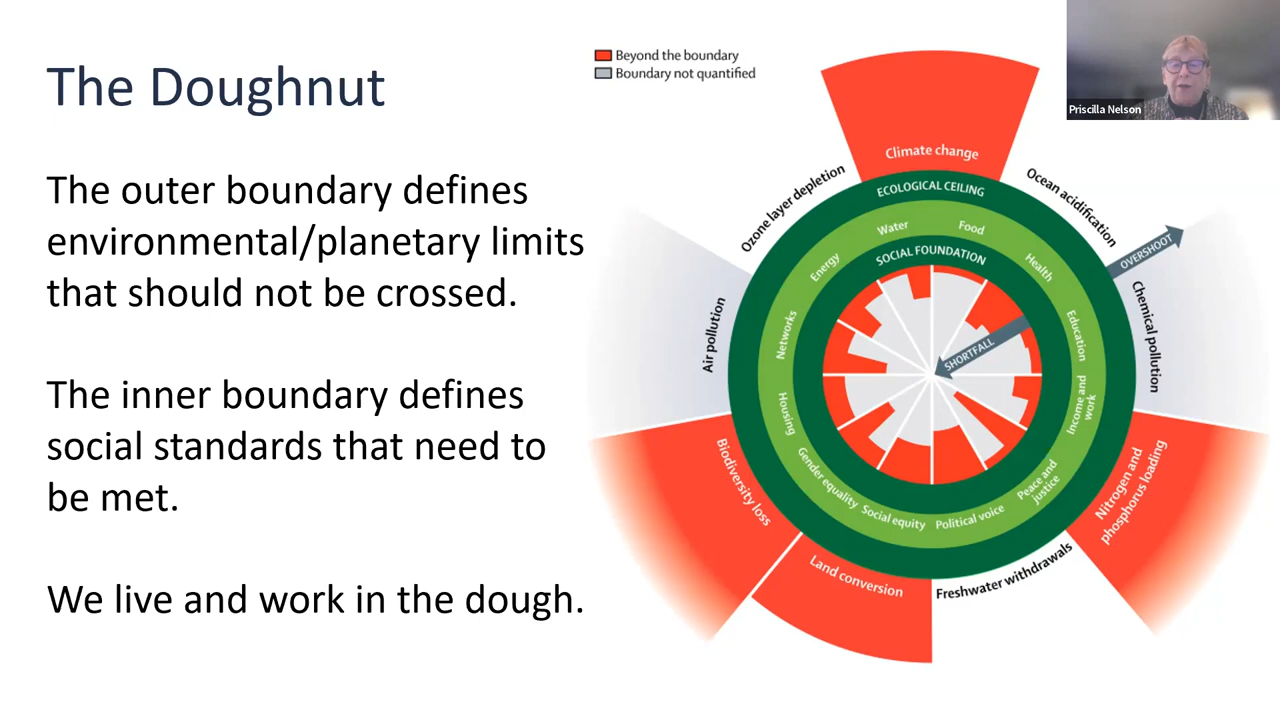 The Doughnut
The outer boundary defines
environmental/planetary limits
that should not be crossed.
The inner boundary defines
social standards that need to
be met.
We live and work in the dough.
Beyond the boundary
Boundary not quantified
Priscilla Nelson
Climate change
Ozone layer depletion
Ocean acidification
ECOLOGICAL CEILING
OVERSHOOT
Water
Food
Energy
Health
SOCIAL FOUNDATION
Air pollution
Networks
Education
Chemical pollution
SHORTFALL
Housing
Income and
work
Biodiversity loss
Gender equality
Social equity
Political voice
Peace and
justice
Nitrogen and
phosphorus loading
Land conversion
Freshwater withdrawals